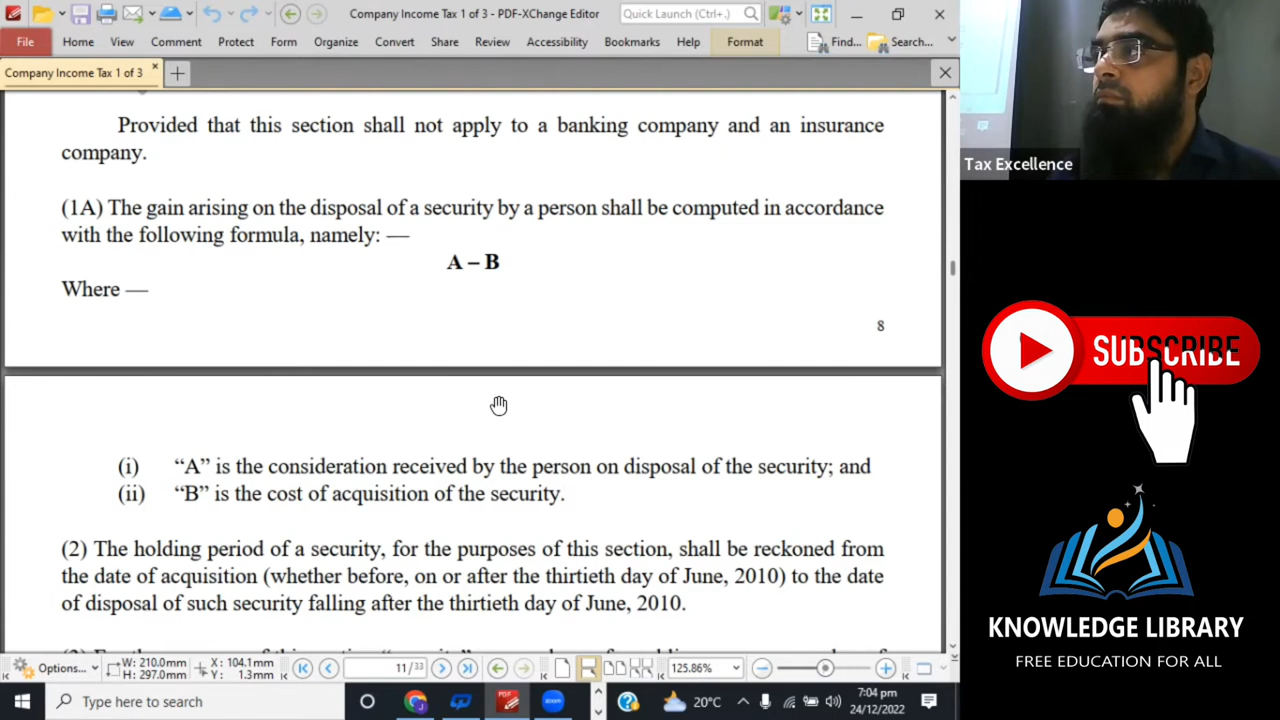 Company Income Tax 1 of 3 - PDF-XChange Editor
Quick Launch (Ctrl+.)
File Home View Comment Protect Form Organize Convert Share Review Accessibility Bookmarks Help Format Find... Search...
Company Income Tax 1 of 3
Provided that this section shall not apply to a banking company and an insurance
company.
(1A) The gain arising on the disposal of a security by a person shall be computed in accordance
with the following formula, namely: —
A – B
Where —
8
(i) “A” is the consideration received by the person on disposal of the security; and
(ii) “B” is the cost of acquisition of the security.
(2) The holding period of a security, for the purposes of this section, shall be reckoned from
the date of acquisition (whether before, on or after the thirtieth day of June, 2010) to the date
of disposal of such security falling after the thirtieth day of June, 2010.
Options...
W: 210.0mm
H: 297.0mm
X: 104.1mm
Y: 1.3mm
11 /33
125.86%
Type here to search
PDF
zoom
20°C
7:04 pm
24/12/2022
Tax Excellence
SUBSCRIBE
KNOWLEDGE LIBRARY
FREE EDUCATION FOR ALL